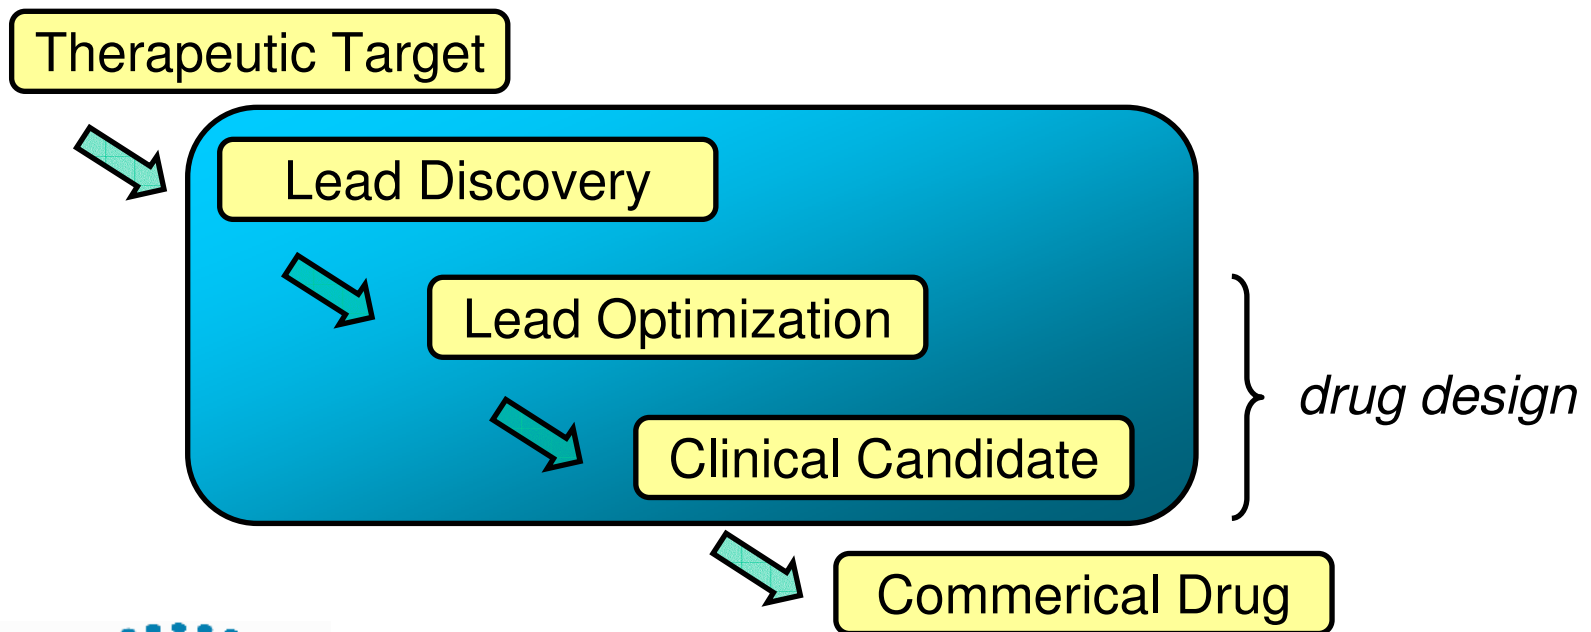 Therapeutic Target
Lead Discovery
Lead Optimization
drug design
Clinical Candidate
Commerical Drug